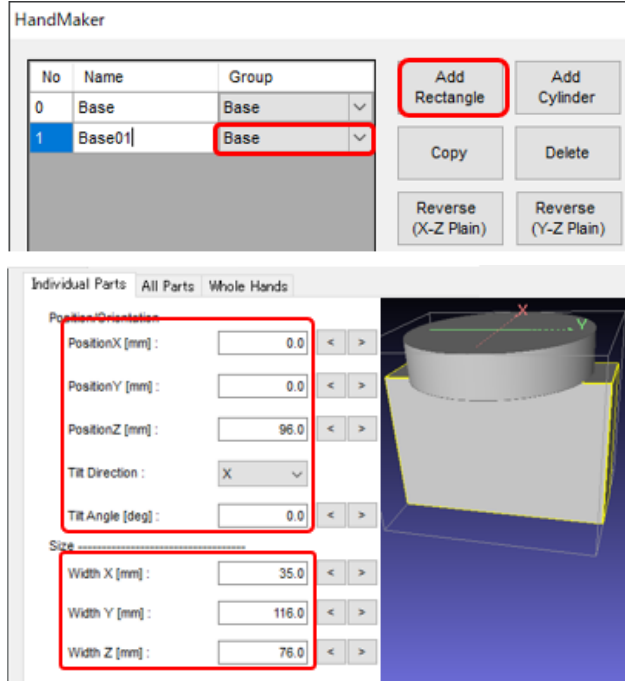 HandMaker
No Name Group
0 Base Base
1 Base01 Base
Add Rectangle
Add Cylinder
Copy
Delete
Reverse (X-Z Plain)
Reverse (Y-Z Plain)
Individual Parts All Parts Whole Hands
Position/Orientation
PositionX [mm] : 0.0 < >
PositionY [mm] : 0.0 < >
PositionZ [mm] : 96.0 < >
Tilt Direction : X
Tilt Angle [deg] : 0.0 < >
Size -----------------------------------
Width X [mm] : 35.0 < >
Width Y [mm] : 116.0 < >
Width Z [mm] : 76.0 < >
X
Y